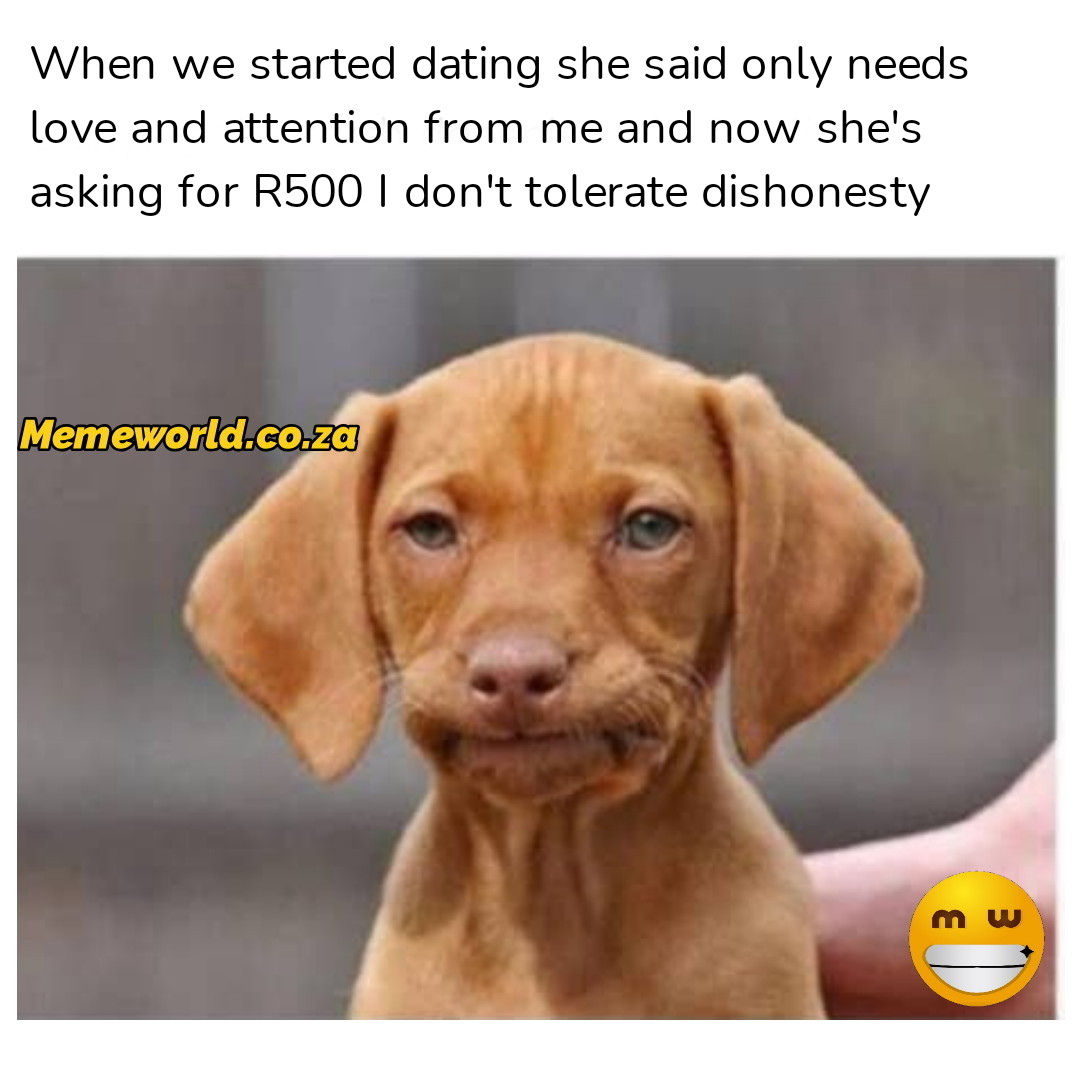 When we started dating she said only needs
love and attention from me and now she's
asking for R500 I don't tolerate dishonesty
Memeworld.co.za
m w